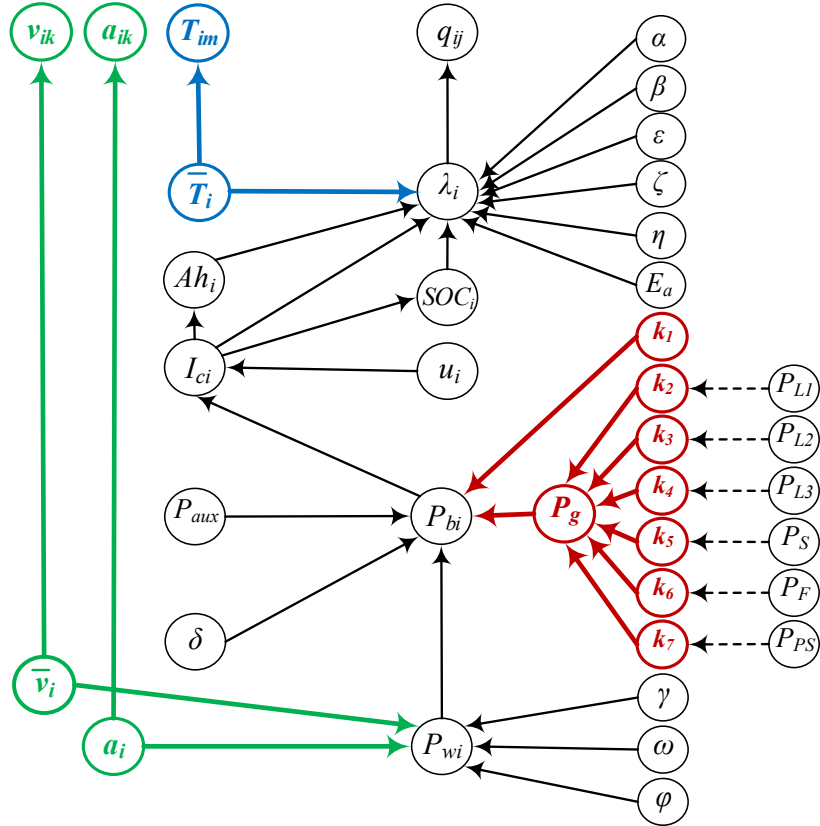 v_ik a_ik T_im q_ij α
β
ε
T̅_i λ_i ζ
η
Ah_i SOC_i E_a
k_1
I_ci u_i k_2 P_L1
k_3 P_L2
k_4 P_L3
P_aux P_bi P_g
k_5 P_S
k_6 P_F
δ k_7 P_PS
v̅_i γ
a_i P_wi ω
φ